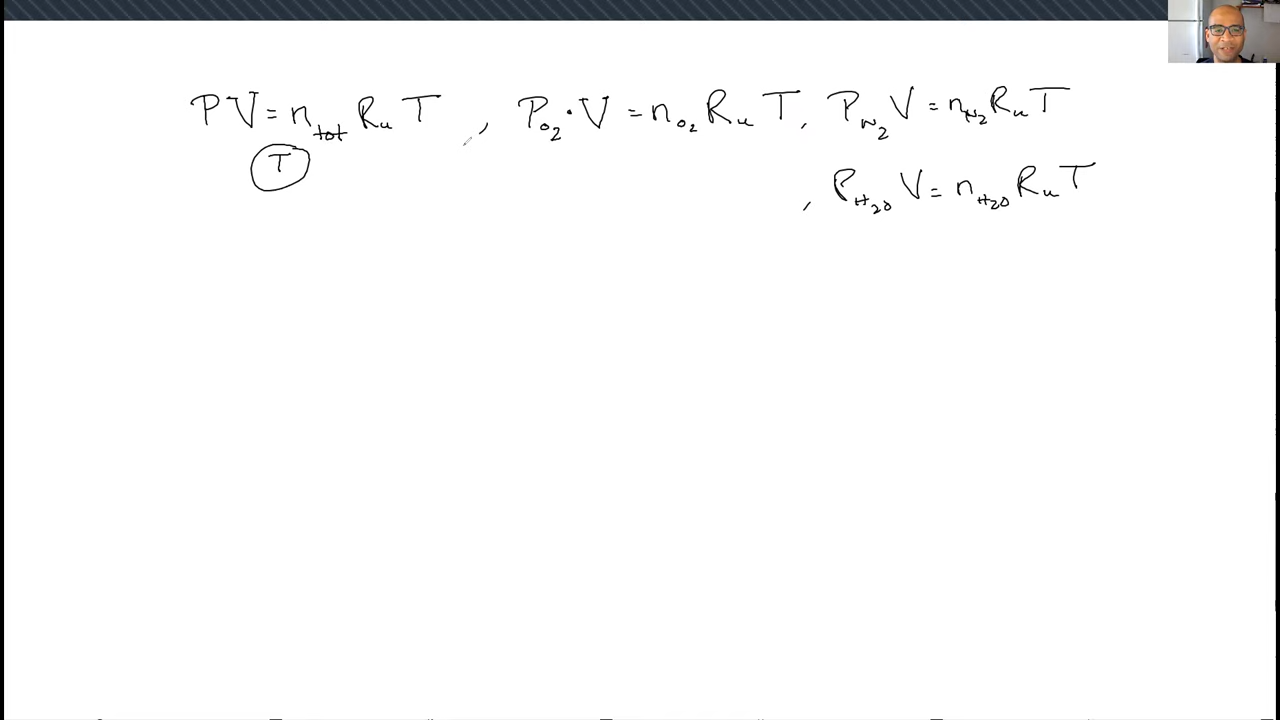 PV = n_tot R_u T , P_O₂ · V = n_O₂ R_u T , P_N₂ V = n_N₂ R_u T
T
, P_H₂O V = n_H₂O R_u T